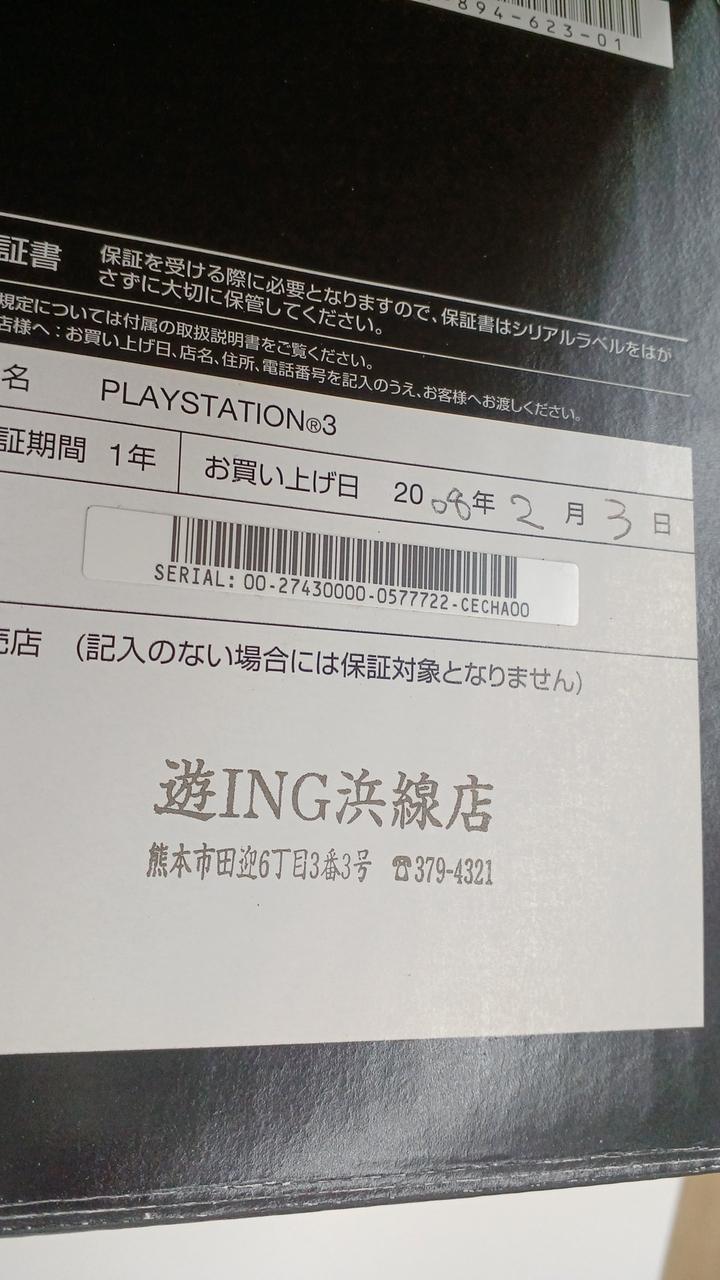 894-623-01
証書 保証を受ける際に必要となりますので、保証書はシリアルラベルをはが
さずに大切に保管してください。
規定については付属の取扱説明書をご覧ください。
店様へ：お買い上げ日、店名、住所、電話番号を記入のうえ、お客様へお渡しください。
名 PLAYSTATION®3
証期間 1年 お買い上げ日 2008年 2月 3日
SERIAL: 00-27430000-0577722-CECHA00
売店 (記入のない場合には保証対象となりません)
遊ING浜線店
熊本市田迎6丁目3番3号 ☎379-4321